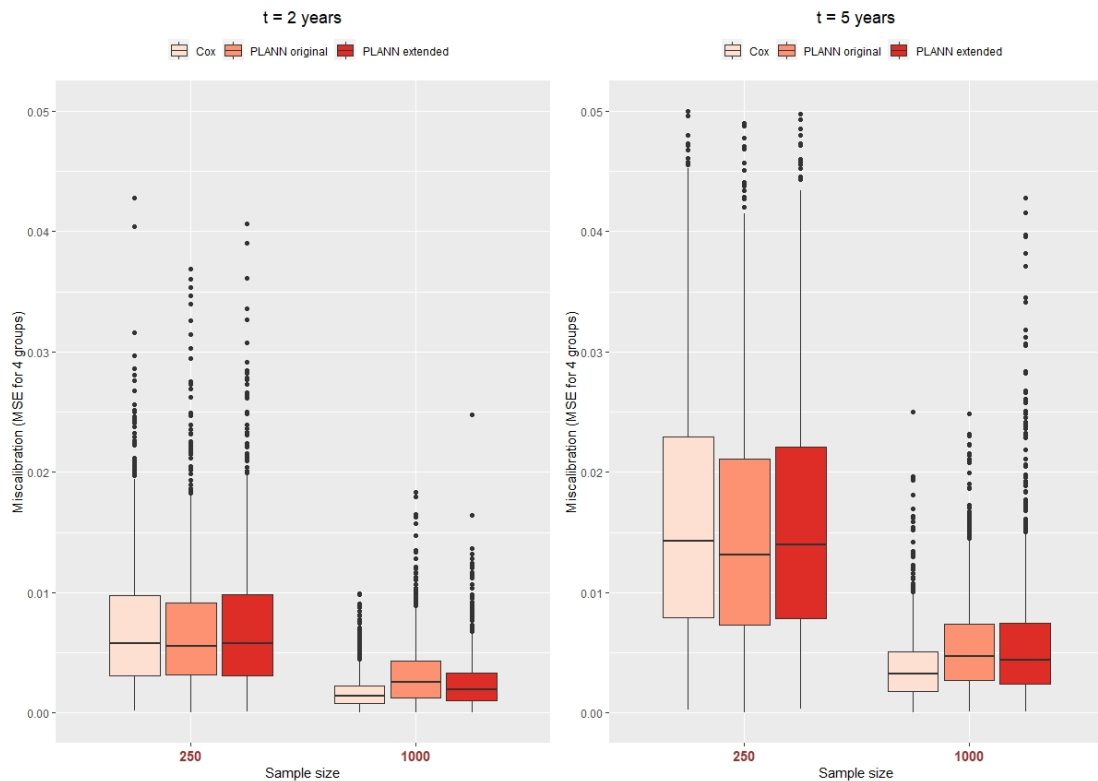 t = 2 years
Cox PLANN original PLANN extended
0.05
0.04
0.03
0.02
0.01
0.00
Miscalibration (MSE for 4 groups)
250 1000
Sample size
t = 5 years
Cox PLANN original PLANN extended
0.05
0.04
0.03
0.02
0.01
0.00
Miscalibration (MSE for 4 groups)
250 1000
Sample size